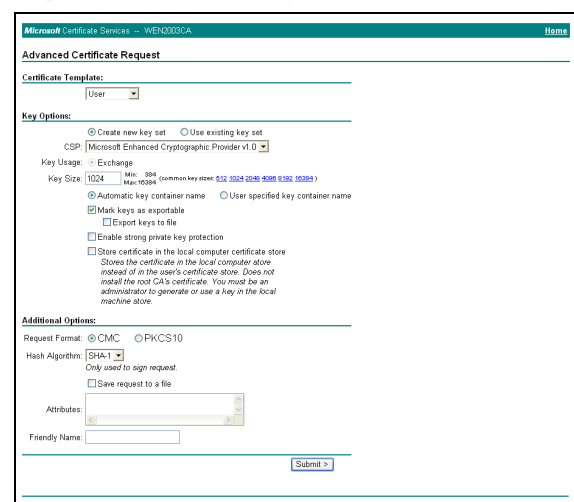 Microsoft Certificate Services -- WEN2003CA Home
Advanced Certificate Request
Certificate Template:
User
Key Options:
Create new key set Use existing key set
CSP: Microsoft Enhanced Cryptographic Provider v1.0
Key Usage: Exchange
Key Size: 1024 Min: 384 Max:16384 (common key sizes: 512 1024 2048 4096 8192 16384 )
Automatic key container name User specified key container name
Mark keys as exportable
Export keys to file
Enable strong private key protection
Store certificate in the local computer certificate store
Stores the certificate in the local computer store
instead of in the user's certificate store. Does not
install the root CA's certificate. You must be an
administrator to generate or use a key in the local
machine store.
Additional Options:
Request Format: CMC PKCS10
Hash Algorithm: SHA-1
Only used to sign request.
Save request to a file
Attributes:
Friendly Name:
Submit >